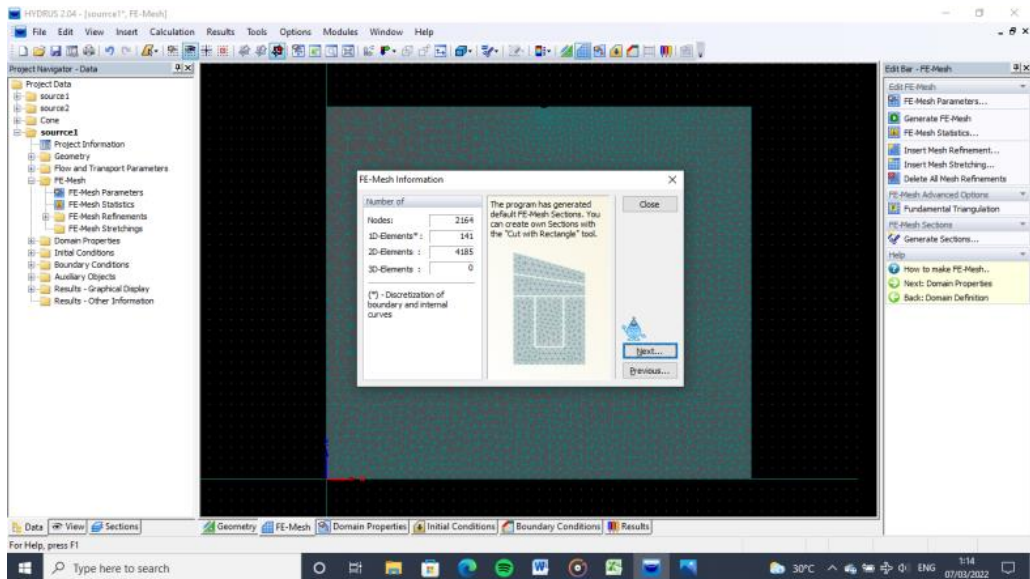 HYDRUS 2.04 - [sourrce1*, FE-Mesh]
File Edit View Insert Calculation Results Tools Options Modules Window Help
Project Navigator - Data
Project Data
source1
source2
Cone
sourrce1
Project Information
Geometry
Flow and Transport Parameters
FE-Mesh
FE-Mesh Parameters
FE-Mesh Statistics
FE-Mesh Refinements
FE-Mesh Stretchings
Domain Properties
Initial Conditions
Boundary Conditions
Auxiliary Objects
Results - Graphical Display
Results - Other Information
Data View Sections
FE-Mesh Information
Number of
Nodes: 2164
1D-Elements* : 141
2D-Elements : 4185
3D-Elements : 0
(*) - Discretization of
boundary and internal
curves
The program has generated
default FE-Mesh Sections. You
can create own Sections with
the "Cut with Rectangle" tool.
Close
Next...
Previous...
Edit Bar - FE-Mesh
Edit FE-Mesh
FE-Mesh Parameters...
Generate FE-Mesh
FE-Mesh Statistics...
Insert Mesh Refinement...
Insert Mesh Stretching...
Delete All Mesh Refinements
FE-Mesh Advanced Options
Fundamental Triangulation
FE-Mesh Sections
Generate Sections...
Help
How to make FE-Mesh..
Next: Domain Properties
Back: Domain Definition
Geometry FE-Mesh Domain Properties Initial Conditions Boundary Conditions Results
For Help, press F1
Type here to search
30°C
ENG
1:14
07/03/2022